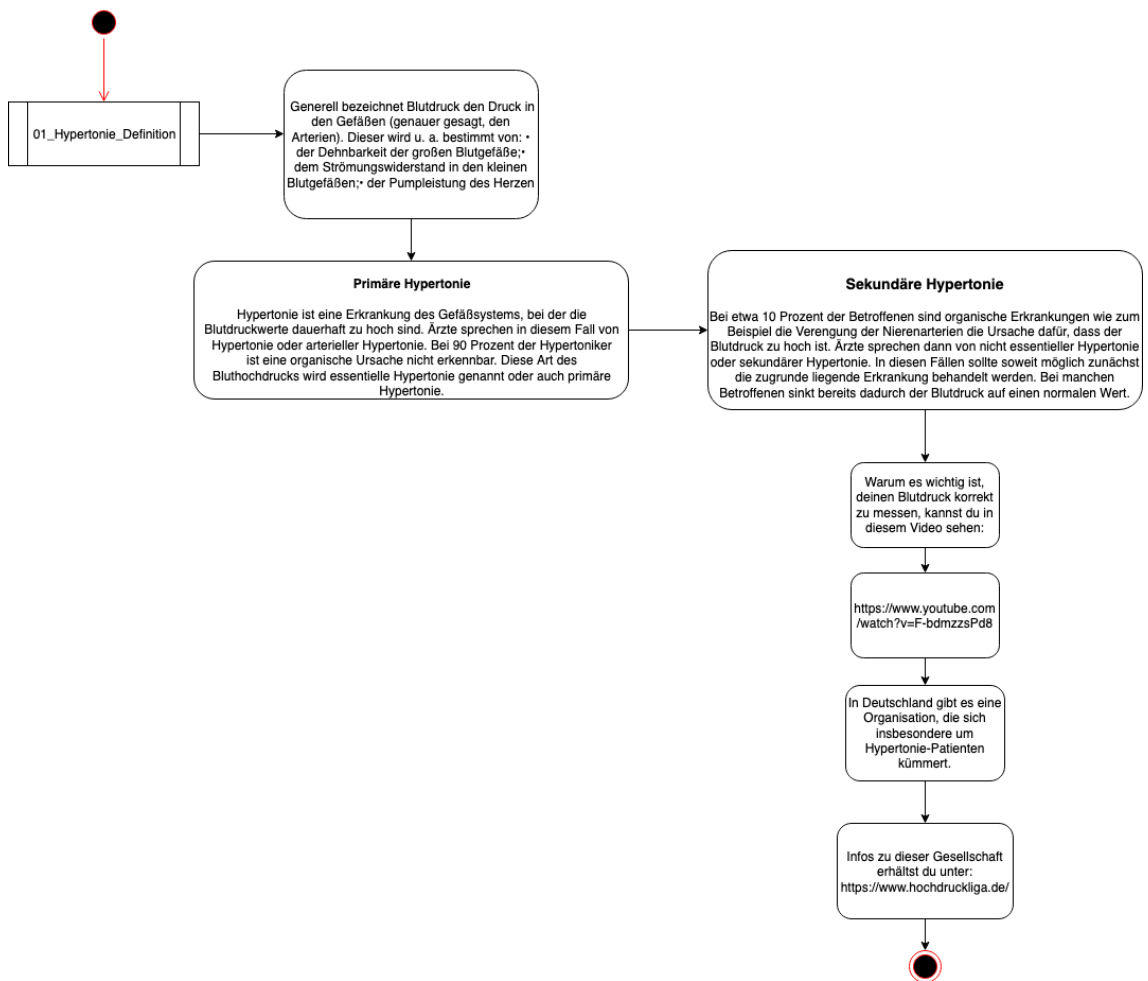 01_Hypertonie_Definition
Generell bezeichnet Blutdruck den Druck in
den Gefäßen (genauer gesagt, den
Arterien). Dieser wird u. a. bestimmt von: •
der Dehnbarkeit der großen Blutgefäße;•
dem Strömungswiderstand in den kleinen
Blutgefäßen;• der Pumpleistung des Herzen
Primäre Hypertonie
Hypertonie ist eine Erkrankung des Gefäßsystems, bei der die
Blutdruckwerte dauerhaft zu hoch sind. Ärzte sprechen in diesem Fall von
Hypertonie oder arterieller Hypertonie. Bei 90 Prozent der Hypertoniker
ist eine organische Ursache nicht erkennbar. Diese Art des
Bluthochdrucks wird essentielle Hypertonie genannt oder auch primäre
Hypertonie.
Sekundäre Hypertonie
Bei etwa 10 Prozent der Betroffenen sind organische Erkrankungen wie zum
Beispiel die Verengung der Nierenarterien die Ursache dafür, dass der
Blutdruck zu hoch ist. Ärzte sprechen dann von nicht essentieller Hypertonie
oder sekundärer Hypertonie. In diesen Fällen sollte soweit möglich zunächst
die zugrunde liegende Erkrankung behandelt werden. Bei manchen
Betroffenen sinkt bereits dadurch der Blutdruck auf einen normalen Wert.
Warum es wichtig ist,
deinen Blutdruck korrekt
zu messen, kannst du in
diesem Video sehen:
https://www.youtube.com
/watch?v=F-bdmzzsPd8
In Deutschland gibt es eine
Organisation, die sich
insbesondere um
Hypertonie-Patienten
kümmert.
Infos zu dieser Gesellschaft
erhältst du unter:
https://www.hochdruckliga.de/